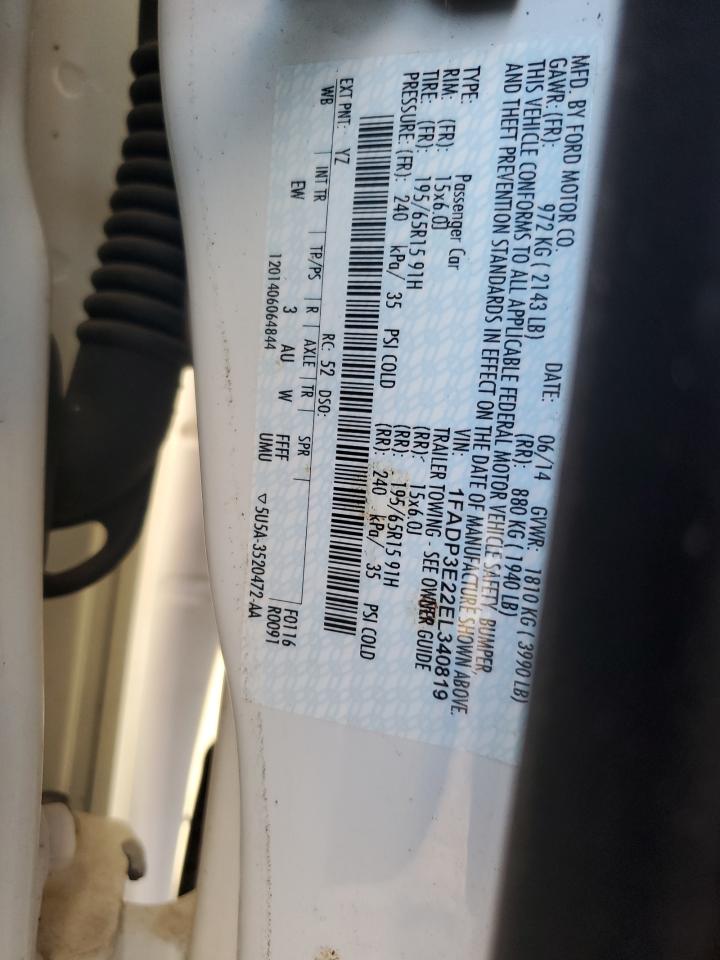 MFD. BY FORD MOTOR CO. DATE: 06/14 GVWR: 1810 KG ( 3990 LB)
GAWR: (FR): 972 KG ( 2143 LB) (RR): 880 KG ( 1940 LB)
THIS VEHICLE CONFORMS TO ALL APPLICABLE FEDERAL MOTOR VEHICLE SAFETY, BUMPER,
AND THEFT PREVENTION STANDARDS IN EFFECT ON THE DATE OF MANUFACTURE SHOWN ABOVE.
VIN: 1FADP3E22EL340819
TYPE: Passenger Car TRAILER TOWING - SEE OWNER GUIDE
RIM: (FR): 15x6.0J (RR): 15x6.0J
TIRE: (FR): 195/65R15 91H (RR): 195/65R15 91H
PRESSURE: (FR): 240 kPa/ 35 PSI COLD (RR): 240 kPa/ 35 PSI COLD
EXT PNT: YZ RC: 52 DSO: F0116
WB | INT TR | TP/PS | R | AXLE | TR | SPR | R0091
EW 3 AU W FFFF
UMIU
1201406064844 ▽5U5A-3520472-AA